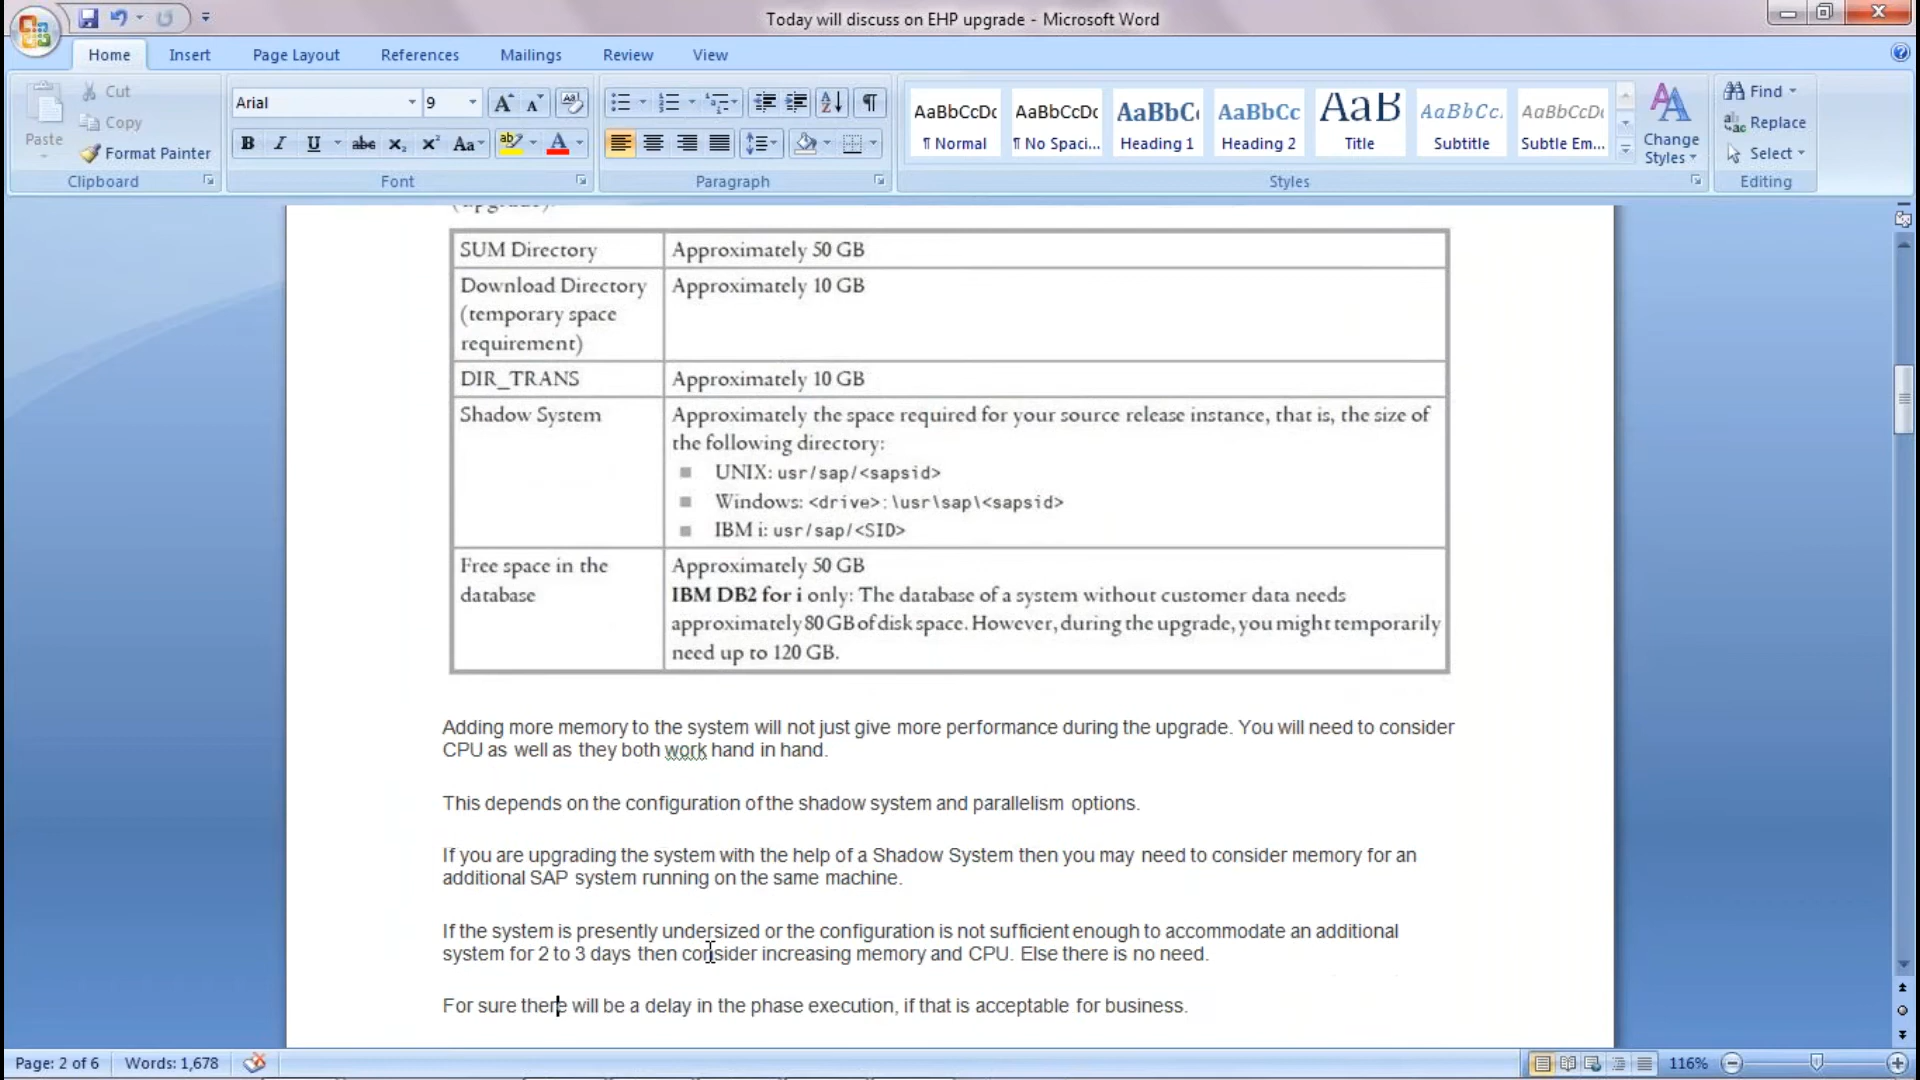 Today will discuss on EHP upgrade - Microsoft Word
Home Insert Page Layout References Mailings Review View
Paste
Cut
Copy
Format Painter
Clipboard
Arial 9
Font
Paragraph
AaBbCcDc AaBbCcDc AaBbC AaBbCc AaB AaBbCc. AaBbCcDc
¶ Normal ¶ No Spaci... Heading 1 Heading 2 Title Subtitle Subtle Em...
Change
Styles
Styles
Find
Replace
Select
Editing
SUM Directory Approximately 50 GB
Download Directory Approximately 10 GB
(temporary space
requirement)
DIR_TRANS Approximately 10 GB
Shadow System Approximately the space required for your source release instance, that is, the size of
the following directory:
UNIX: usr/sap/<sapsid>
Windows: <drive>:\usr\sap\<sapsid>
IBM i: usr/sap/<SID>
Free space in the Approximately 50 GB
database IBM DB2 for i only: The database of a system without customer data needs
approximately 80 GB of disk space. However, during the upgrade, you might temporarily
need up to 120 GB.
Adding more memory to the system will not just give more performance during the upgrade. You will need to consider
CPU as well as they both work hand in hand.
This depends on the configuration of the shadow system and parallelism options.
If you are upgrading the system with the help of a Shadow System then you may need to consider memory for an
additional SAP system running on the same machine.
If the system is presently undersized or the configuration is not sufficient enough to accommodate an additional
system for 2 to 3 days then consider increasing memory and CPU. Else there is no need.
For sure there will be a delay in the phase execution, if that is acceptable for business.
Page: 2 of 6 Words: 1,678 116%